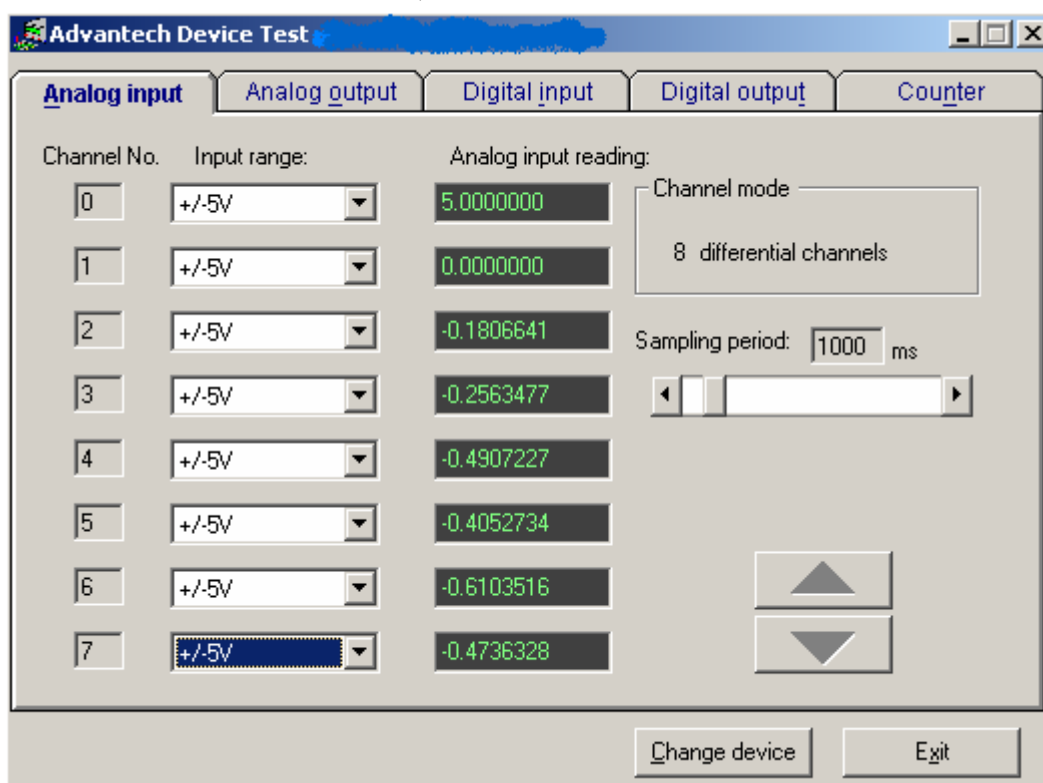 Advantech Device Test
Analog input Analog output Digital input Digital output Counter
Channel No. Input range: Analog input reading:
0 +/-5V 5.0000000
1 +/-5V 0.0000000
2 +/-5V -0.1806641
3 +/-5V -0.2563477
4 +/-5V -0.4907227
5 +/-5V -0.4052734
6 +/-5V -0.6103516
7 +/-5V -0.4736328
Channel mode
8 differential channels
Sampling period: 1000 ms
Change device Exit